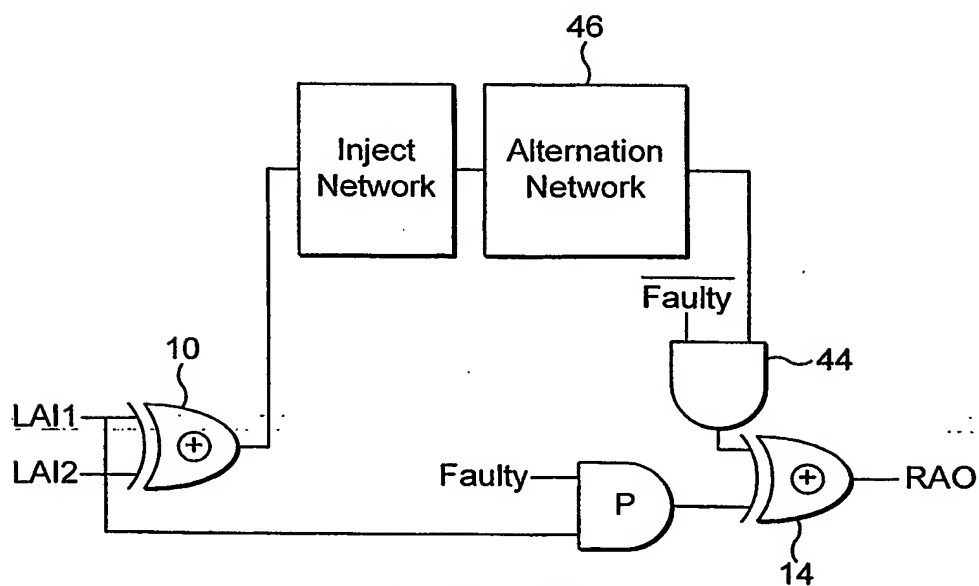 46
Inject
Network
Alternation
Network
Faulty
44
10
LAI1
LAI2
Faulty
P
RAO
14